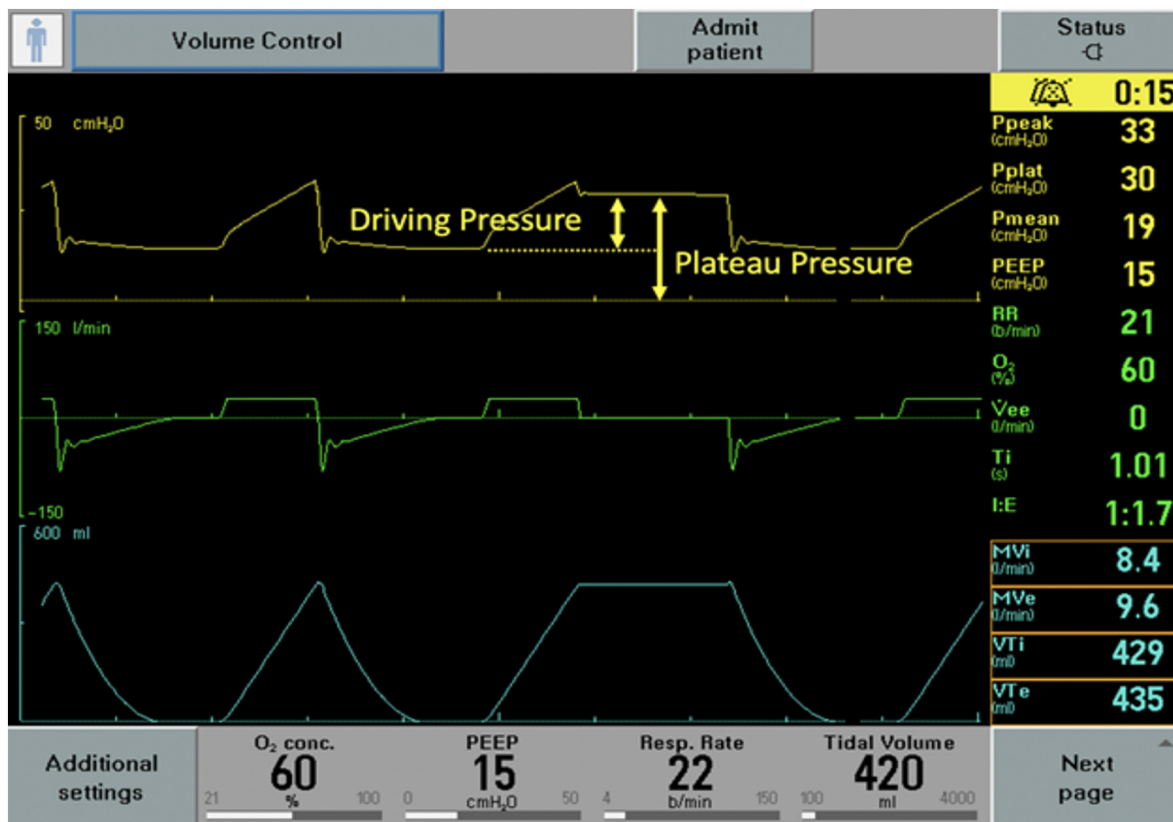 Volume Control
Admit
patient
Status
0:15
50 cmH₂O
Driving Pressure
Plateau Pressure
Ppeak
(cmH₂O)
33
Pplat
(cmH₂O)
30
Pmean
(cmH₂O)
19
PEEP
(cmH₂O)
15
150 l/min
-150
RR
(b/min)
21
O₂
(%)
60
V̇ee
(l/min)
0
Ti
(s)
1.01
I:E
1:1.7
600 ml
MVi
(l/min)
8.4
MVe
(l/min)
9.6
VTi
(ml)
429
VTe
(ml)
435
Additional
settings
O₂ conc.
60
21 % 100
PEEP
15
0 cmH₂O 50
Resp. Rate
22
4 b/min 150
Tidal Volume
420
100 ml 4000
Next
page